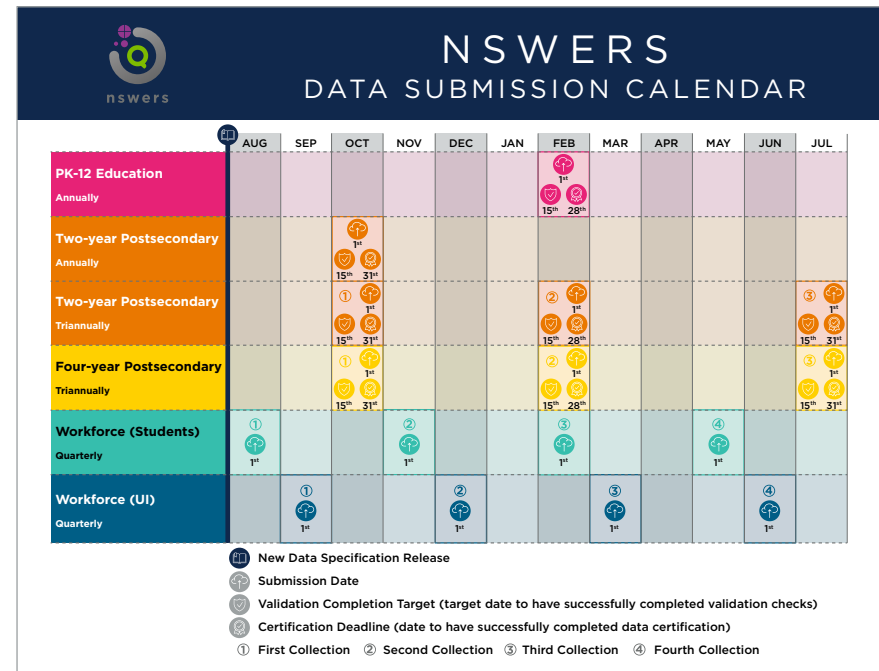 nswers
NSWERS
DATA SUBMISSION CALENDAR
AUG SEP OCT NOV DEC JAN FEB MAR APR MAY JUN JUL
PK-12 Education
Annually
1st
15th 28th
Two-year Postsecondary
Annually
1st
15th 31st
Two-year Postsecondary
Triannually
① ② ③
1st 1st 1st
15th 31st 15th 28th 15th 31st
Four-year Postsecondary
Triannually
① ② ③
1st 1st 1st
15th 31st 15th 28th 15th 31st
Workforce (Students)
Quarterly
① ② ③ ④
1st 1st 1st 1st
Workforce (UI)
Quarterly
① ② ③ ④
1st 1st 1st 1st
New Data Specification Release
Submission Date
Validation Completion Target (target date to have successfully completed validation checks)
Certification Deadline (date to have successfully completed data certification)
① First Collection ② Second Collection ③ Third Collection ④ Fourth Collection